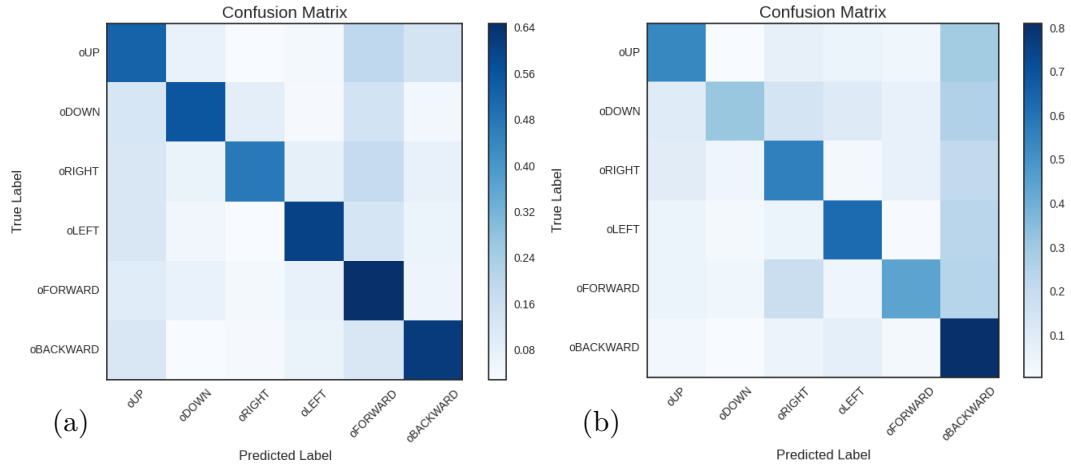 Confusion Matrix
True Label
oUP
oDOWN
oRIGHT
oLEFT
oFORWARD
oBACKWARD
oUP
oDOWN
oRIGHT
oLEFT
oFORWARD
oBACKWARD
Predicted Label
0.64
0.56
0.48
0.40
0.32
0.24
0.16
0.08
(a)
Confusion Matrix
True Label
oUP
oDOWN
oRIGHT
oLEFT
oFORWARD
oBACKWARD
oUP
oDOWN
oRIGHT
oLEFT
oFORWARD
oBACKWARD
Predicted Label
0.8
0.7
0.6
0.5
0.4
0.3
0.2
0.1
(b)